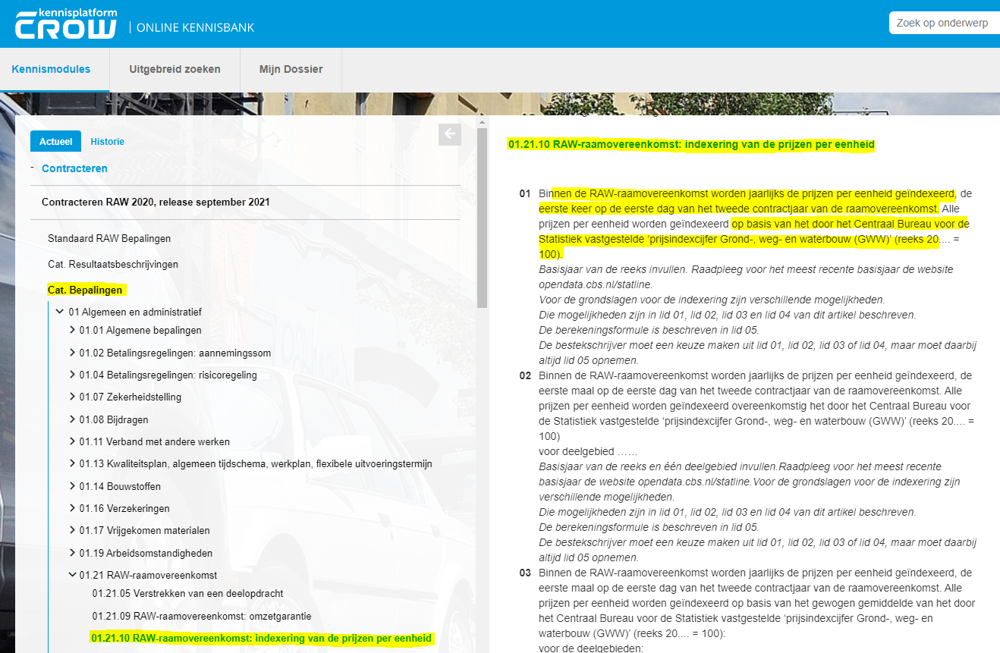 kennisplatform
CROW
ONLINE KENNISBANK
Zoek op onderwerp
Kennismodules
Uitgebreid zoeken
Mijn Dossier
Actueel
Historie
- Contracteren
Contracteren RAW 2020, release september 2021
Standaard RAW Bepalingen
Cat. Resultaatsbeschrijvingen
Cat. Bepalingen
01 Algemeen en administratief
01.01 Algemene bepalingen
01.02 Betalingsregelingen: aannemingssom
01.04 Betalingsregelingen: risicoregeling
01.07 Zekerheidstelling
01.08 Bijdragen
01.11 Verband met andere werken
01.13 Kwaliteitsplan, algemeen tijdschema, werkplan, flexibele uitvoeringstermijn
01.14 Bouwstoffen
01.16 Verzekeringen
01.17 Vrijgekomen materialen
01.19 Arbeidsomstandigheden
01.21 RAW-raamovereenkomst
01.21.05 Verstrekken van een deelopdracht
01.21.09 RAW-raamovereenkomst: omzetgarantie
01.21.10 RAW-raamovereenkomst: indexering van de prijzen per eenheid
01.21.10 RAW-raamovereenkomst: indexering van de prijzen per eenheid
01 Binnen de RAW-raamovereenkomst worden jaarlijks de prijzen per eenheid geïndexeerd, de
eerste keer op de eerste dag van het tweede contractjaar van de raamovereenkomst. Alle
prijzen per eenheid worden geïndexeerd op basis van het door het Centraal Bureau voor de
Statistiek vastgestelde ‘prijsindexcijfer Grond-, weg- en waterbouw (GWW)’ (reeks 20.... =
100).
Basisjaar van de reeks invullen. Raadpleeg voor het meest recente basisjaar de website
opendata.cbs.nl/statline.
Voor de grondslagen voor de indexering zijn verschillende mogelijkheden.
Die mogelijkheden zijn in lid 01, lid 02, lid 03 en lid 04 van dit artikel beschreven.
De berekeningsformule is beschreven in lid 05.
De bestekschrijver moet een keuze maken uit lid 01, lid 02, lid 03 of lid 04, maar moet daarbij
altijd lid 05 opnemen.
02 Binnen de RAW-raamovereenkomst worden jaarlijks de prijzen per eenheid geïndexeerd, de
eerste maal op de eerste dag van het tweede contractjaar van de raamovereenkomst. Alle
prijzen per eenheid worden geïndexeerd overeenkomstig het door het Centraal Bureau voor
de Statistiek vastgestelde ‘prijsindexcijfer Grond-, weg- en waterbouw (GWW)’ (reeks 20.... =
100)
voor deelgebied ……
Basisjaar van de reeks en één deelgebied invullen.Raadpleeg voor het meest recente
basisjaar de website opendata.cbs.nl/statline.Voor de grondslagen voor de indexering zijn
verschillende mogelijkheden.
Die mogelijkheden zijn in lid 01, lid 02, lid 03 en lid 04 van dit artikel beschreven.
De berekeningsformule is beschreven in lid 05.
De bestekschrijver moet een keuze maken uit lid 01, lid 02, lid 03 of lid 04, maar moet daarbij
altijd lid 05 opnemen.
03 Binnen de RAW-raamovereenkomst worden jaarlijks de prijzen per eenheid geïndexeerd, de
eerste maal op de eerste dag van het tweede contractjaar van de raamovereenkomst. Alle
prijzen per eenheid worden geïndexeerd op basis van het gewogen gemiddelde van het door
het Centraal Bureau voor de Statistiek vastgestelde ‘prijsindexcijfer Grond-, weg- en
waterbouw (GWW)’ (reeks 20.... = 100):
voor de deelgebieden: